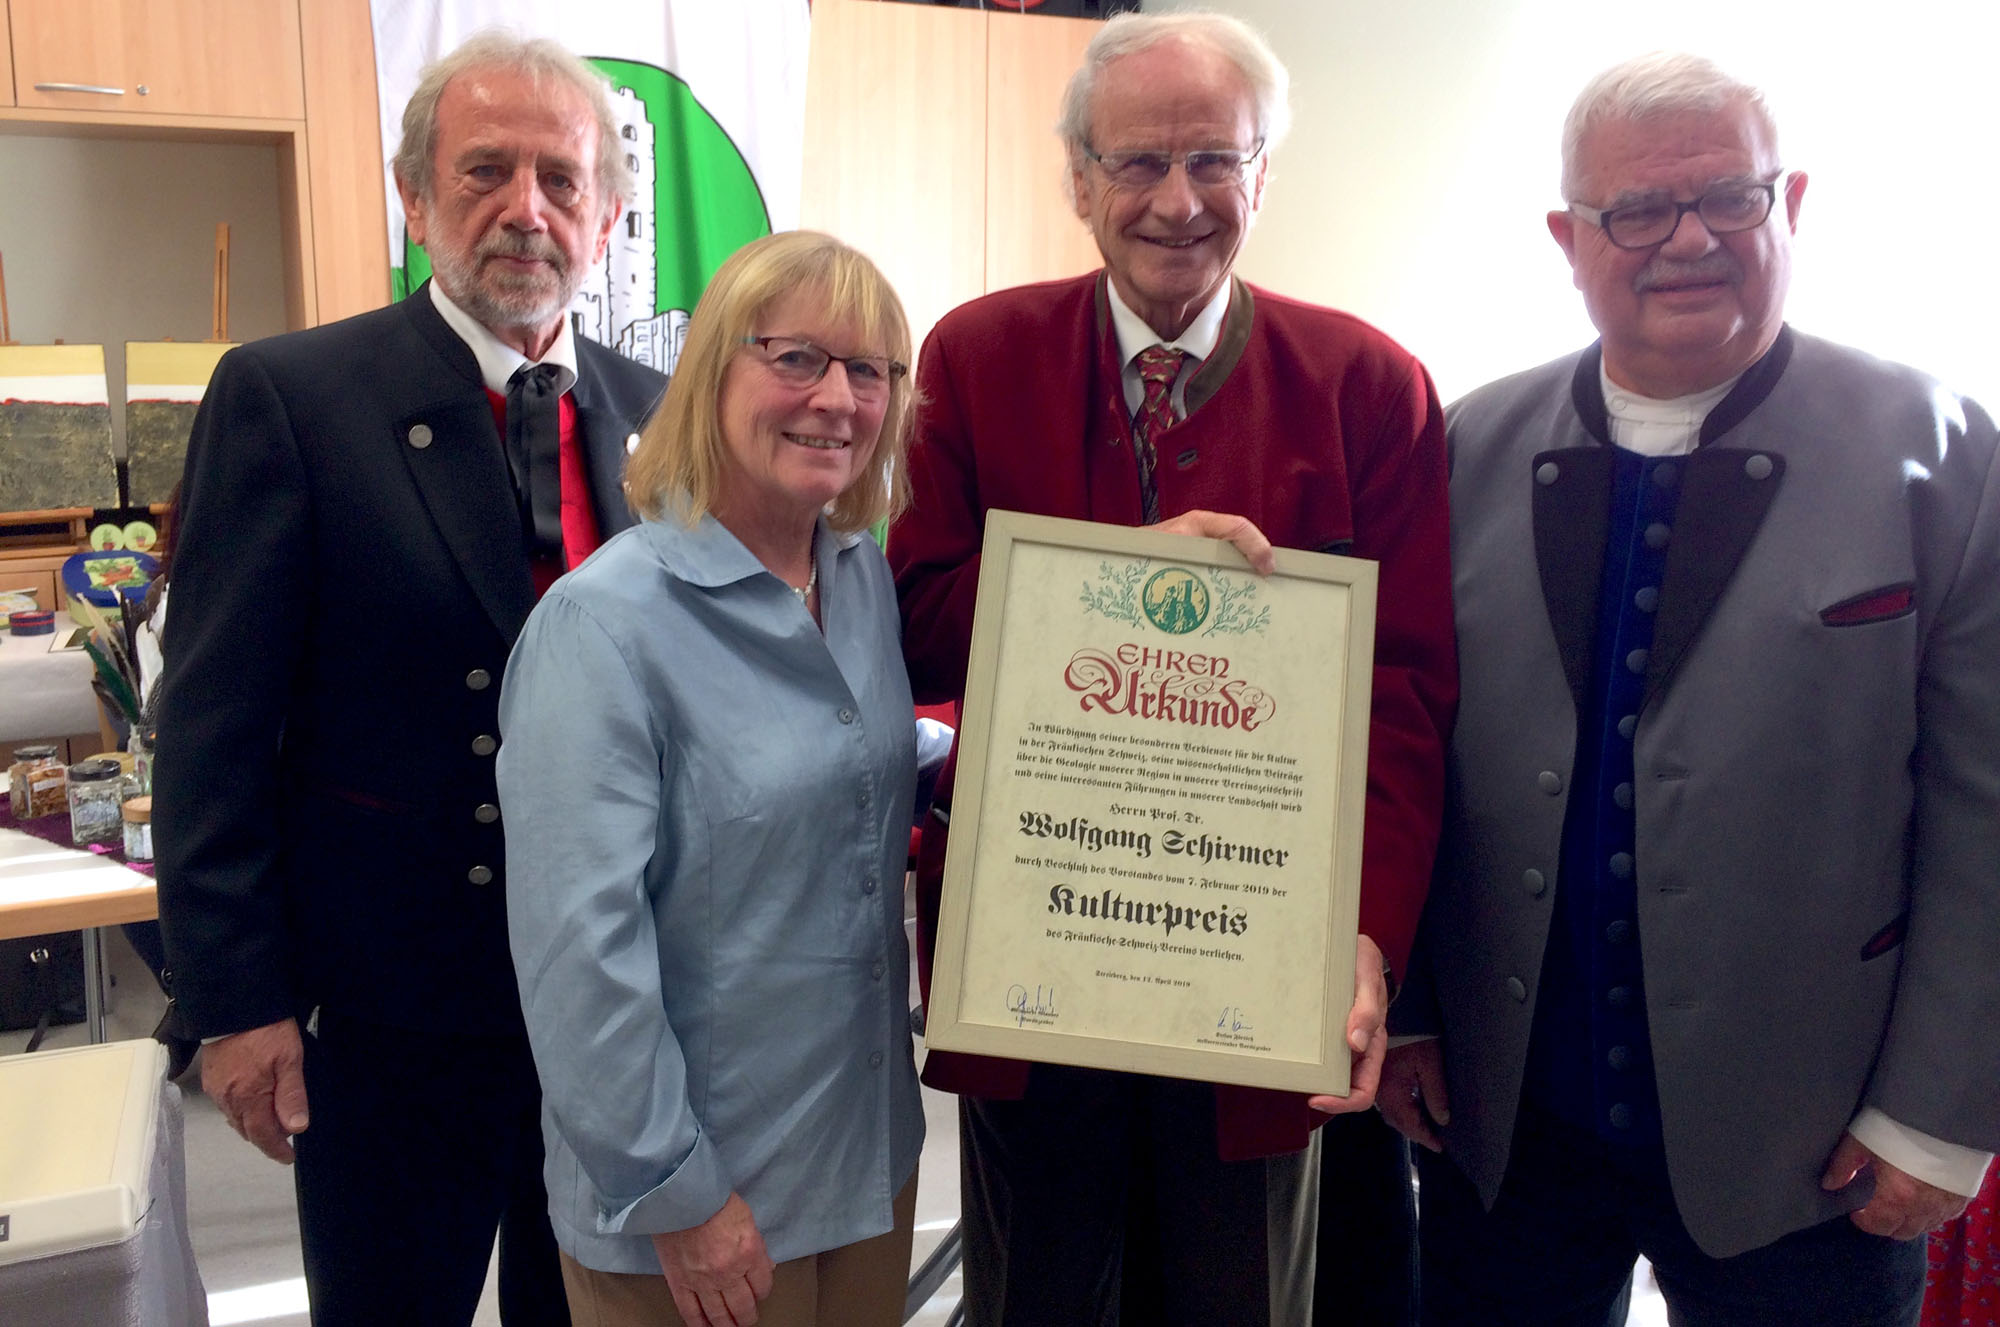 EHREN
Urkunde
In Würdigung seiner besonderen Verdienste für die Kultur
in der Fränkischen Schweiz, seine wissenschaftlichen Beiträge
über die Geologie unserer Region in unserer Vereinszeitschrift
und seine interessanten Führungen in unserer Landschaft wird
Herrn Prof. Dr.
Wolfgang Schirmer
durch Beschluß des Vorstandes vom 7. Februar 2019 der
Kulturpreis
des Fränkische-Schweiz-Vereins verliehen.
Streitberg, den 12. April 2019
1. Vorsitzender
stellvertretender Vorsitzender